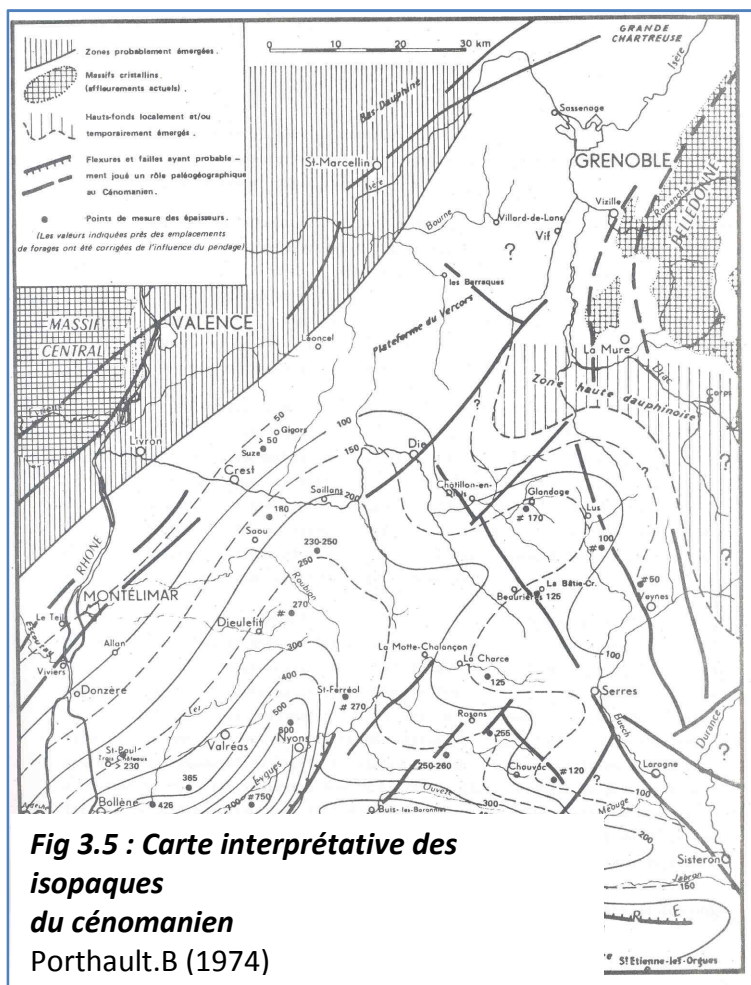 Zones probablement émergées.
Massifs cristallins
(affleurements actuels).
Hauts-fonds localement et/ou
temporairement émergés.
Flexures et failles ayant probable-
ment joué un rôle paléogéographique
au Cénomanien
Points de mesure des épaisseurs.
(Les valeurs indiquées près des emplacements
de forages ont été corrigées de l'influence du pendage)
0 10 20 30 km
GRANDE
CHARTREUSE
Isère
Bas-Dauphiné
Sassenage
GRENOBLE
St-Marcellin
Isère
Vizille
Romanche
BELLEDONNE
Bourne
Villard-de-Lans
Vif
?
les Barraques
MASSIF
CENTRAL
VALENCE
Plateforme du Vercors
Léoncel
La Mure
Drac
Zone haute dauphinoise
Corps
?
50
Gigors
> 50
Suze
100
150
Livron
Crest
Die
?
?
Saillans
200
Châtillon-en-
Diois
Glandage
# 170
Lus
?
180
Saou
230-250
250
# 100
?
RHONE
Roubion
La Bâtie-Cr.
Beaurières
125
# 50
Veynes
MONTÉLIMAR
Le Teil
# 270
Dieulefit
Escoutay
Allan
La Motte-Chalançon
100
Viviers
300
La Charce
Donzère
400
St-Ferréol
# 270
125
Serres
Lez
500
Rosans
Buëch
Durance
St-Paul
Trois Châteaux
> 230
Valréas
600
Nyons
255
?
365
250-260
Chauvac
# 120
Laragne
Eygues
?
Bollène
426
700
# 750
Ouvèze
100
Buis-les-Baronnies
300
Méouge
200
Sisteron
Jabron
150
R E
St Etienne-les-Orgues
Fig 3.5 : Carte interprétative des
isopaques
du cénomanien
Porthault.B (1974)